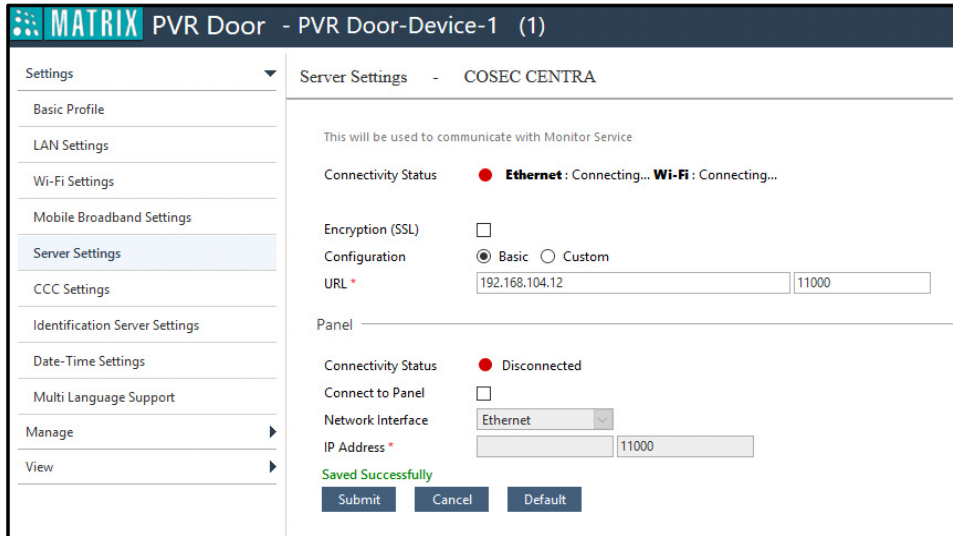 MATRIX PVR Door - PVR Door-Device-1 (1)
Settings
Basic Profile
LAN Settings
Wi-Fi Settings
Mobile Broadband Settings
Server Settings
CCC Settings
Identification Server Settings
Date-Time Settings
Multi Language Support
Manage
View
Server Settings - COSEC CENTRA
This will be used to communicate with Monitor Service
Connectivity Status Ethernet : Connecting... Wi-Fi : Connecting...
Encryption (SSL)
Configuration Basic Custom
URL * 192.168.104.12 11000
Panel
Connectivity Status Disconnected
Connect to Panel
Network Interface Ethernet
IP Address * 11000
Saved Successfully
Submit Cancel Default